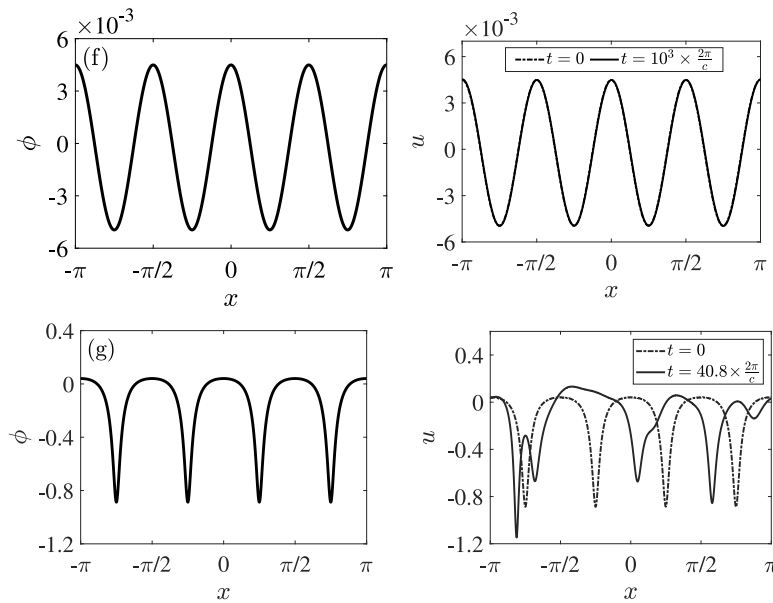 ×10⁻³
(f)
6
3
0
-3
-6
ϕ
-π -π/2 0 π/2 π
x
×10⁻³
t = 0 t = 10³ × 2π/c
6
3
0
-3
-6
u
-π -π/2 0 π/2 π
x
(g)
0.4
0
-0.4
-0.8
-1.2
ϕ
-π -π/2 0 π/2 π
x
t = 0
t = 40.8 × 2π/c
0.4
0
-0.4
-0.8
-1.2
u
-π -π/2 0 π/2 π
x